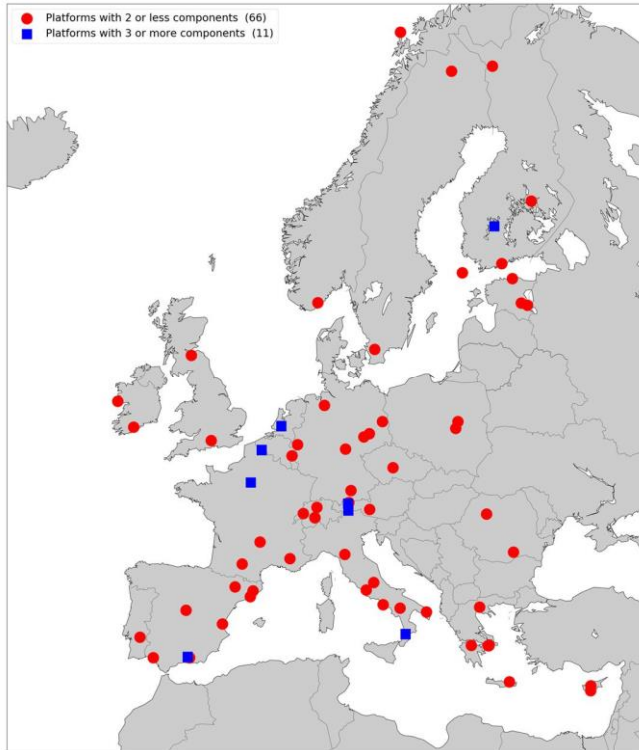 Platforms with 2 or less components (66)
Platforms with 3 or more components (11)